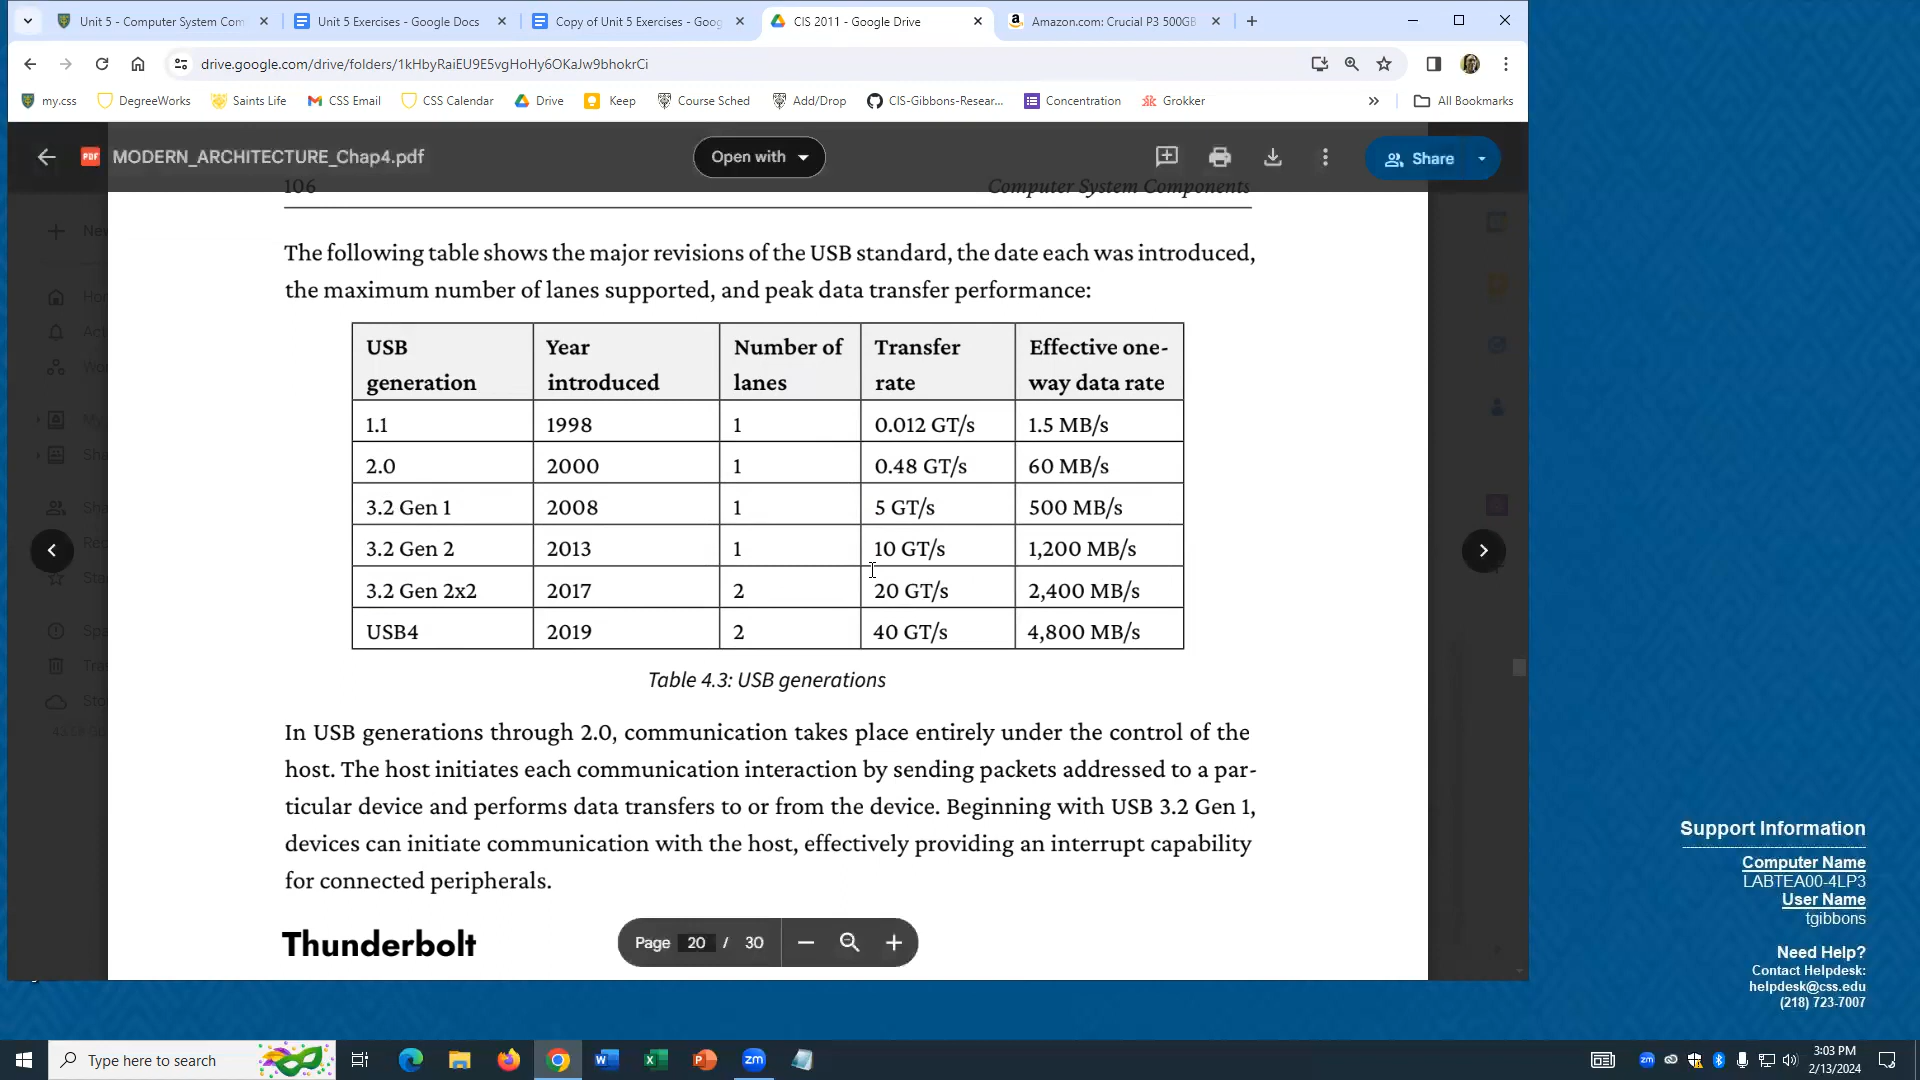 Unit 5 - Computer System Com
Unit 5 Exercises - Google Docs
Copy of Unit 5 Exercises - Goog
CIS 2011 - Google Drive
Amazon.com: Crucial P3 500GB
drive.google.com/drive/folders/1kHbyRaiEU9E5vgHoHy6OKaJw9bhokrCi
my.css
DegreeWorks
Saints Life
CSS Email
CSS Calendar
Drive
Keep
Course Sched
Add/Drop
CIS-Gibbons-Resear...
Concentration
Grokker
All Bookmarks
PDF
MODERN_ARCHITECTURE_Chap4.pdf
Open with
Share
106 Computer System Components
The following table shows the major revisions of the USB standard, the date each was introduced,
the maximum number of lanes supported, and peak data transfer performance:
USB generation Year introduced Number of lanes Transfer rate Effective one-way data rate
1.1 1998 1 0.012 GT/s 1.5 MB/s
2.0 2000 1 0.48 GT/s 60 MB/s
3.2 Gen 1 2008 1 5 GT/s 500 MB/s
3.2 Gen 2 2013 1 10 GT/s 1,200 MB/s
3.2 Gen 2x2 2017 2 20 GT/s 2,400 MB/s
USB4 2019 2 40 GT/s 4,800 MB/s
Table 4.3: USB generations
In USB generations through 2.0, communication takes place entirely under the control of the
host. The host initiates each communication interaction by sending packets addressed to a par-
ticular device and performs data transfers to or from the device. Beginning with USB 3.2 Gen 1,
devices can initiate communication with the host, effectively providing an interrupt capability
for connected peripherals.
Thunderbolt
Page 20 / 30
Support Information
Computer Name
LABTEA00-4LP3
User Name
tgibbons
Need Help?
Contact Helpdesk:
helpdesk@css.edu
(218) 723-7007
Type here to search
3:03 PM
2/13/2024